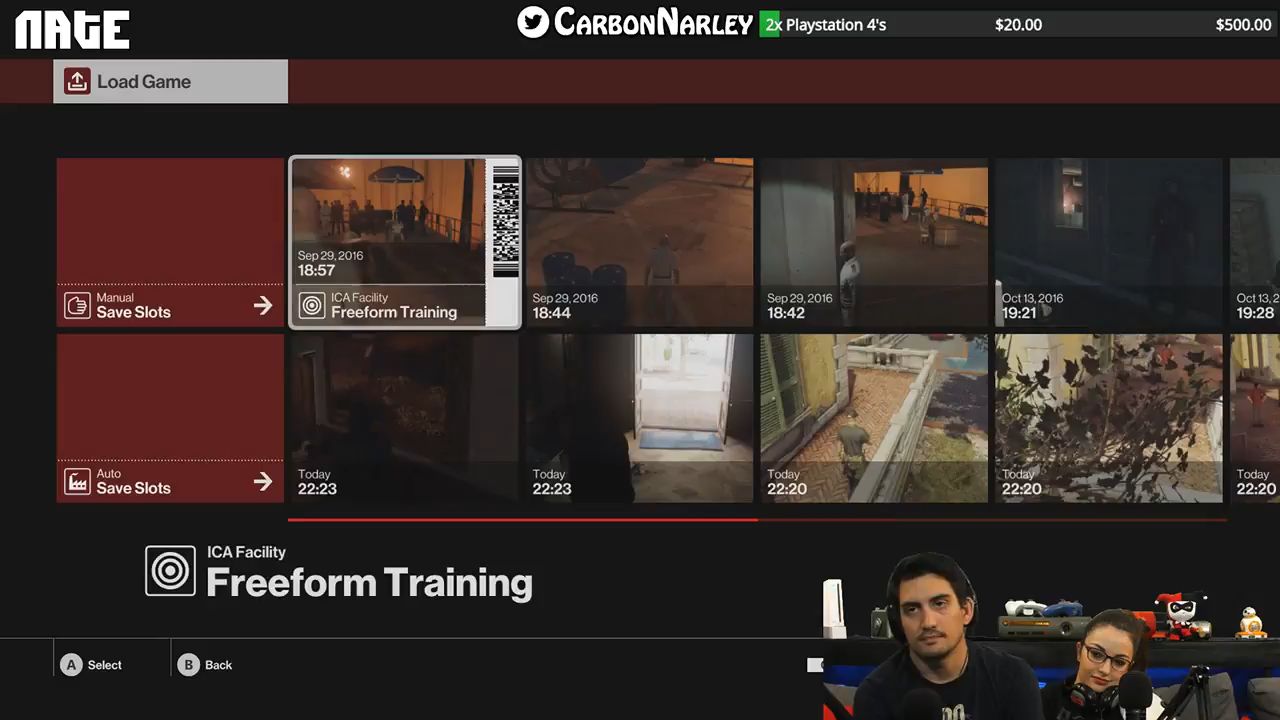 NATE
CARBONNARLEY
2x Playstation 4's $20.00 $500.00
Load Game
Manual
Save Slots
Sep 29, 2016
18:57
ICA Facility
Freeform Training
Sep 29, 2016
18:44
Sep 29, 2016
18:42
Oct 13, 2016
19:21
Oct 13, 2
19:28
Auto
Save Slots
Today
22:23
Today
22:23
Today
22:20
Today
22:20
Today
22:20
ICA Facility
Freeform Training
A Select
B Back